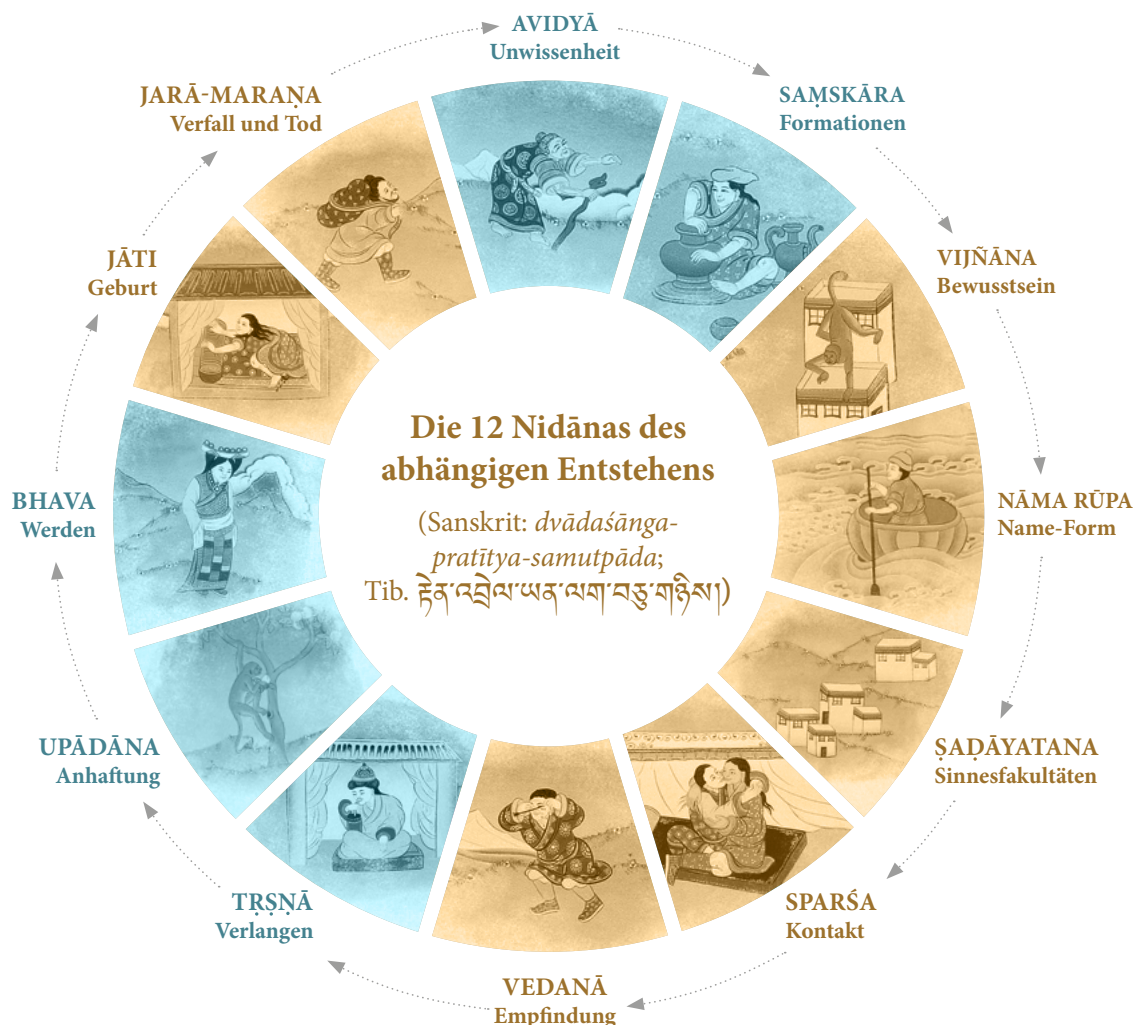 AVIDYĀ
Unwissenheit
SAṂSKĀRA
Formationen
VIJÑĀNA
Bewusstsein
NĀMA RŪPA
Name-Form
ṢAḌĀYATANA
Sinnesfakultäten
SPARŚA
Kontakt
VEDANĀ
Empfindung
TṚṢṆĀ
Verlangen
UPĀDĀNA
Anhaftung
BHAVA
Werden
JĀTI
Geburt
JARĀ-MARAṆA
Verfall und Tod
Die 12 Nidānas des
abhängigen Entstehens
(Sanskrit: dvādaśānga-
pratītya-samutpāda;
Tib. རྟེན་འབྲེལ་ཡན་ལག་བཅུ་གཉིས།)